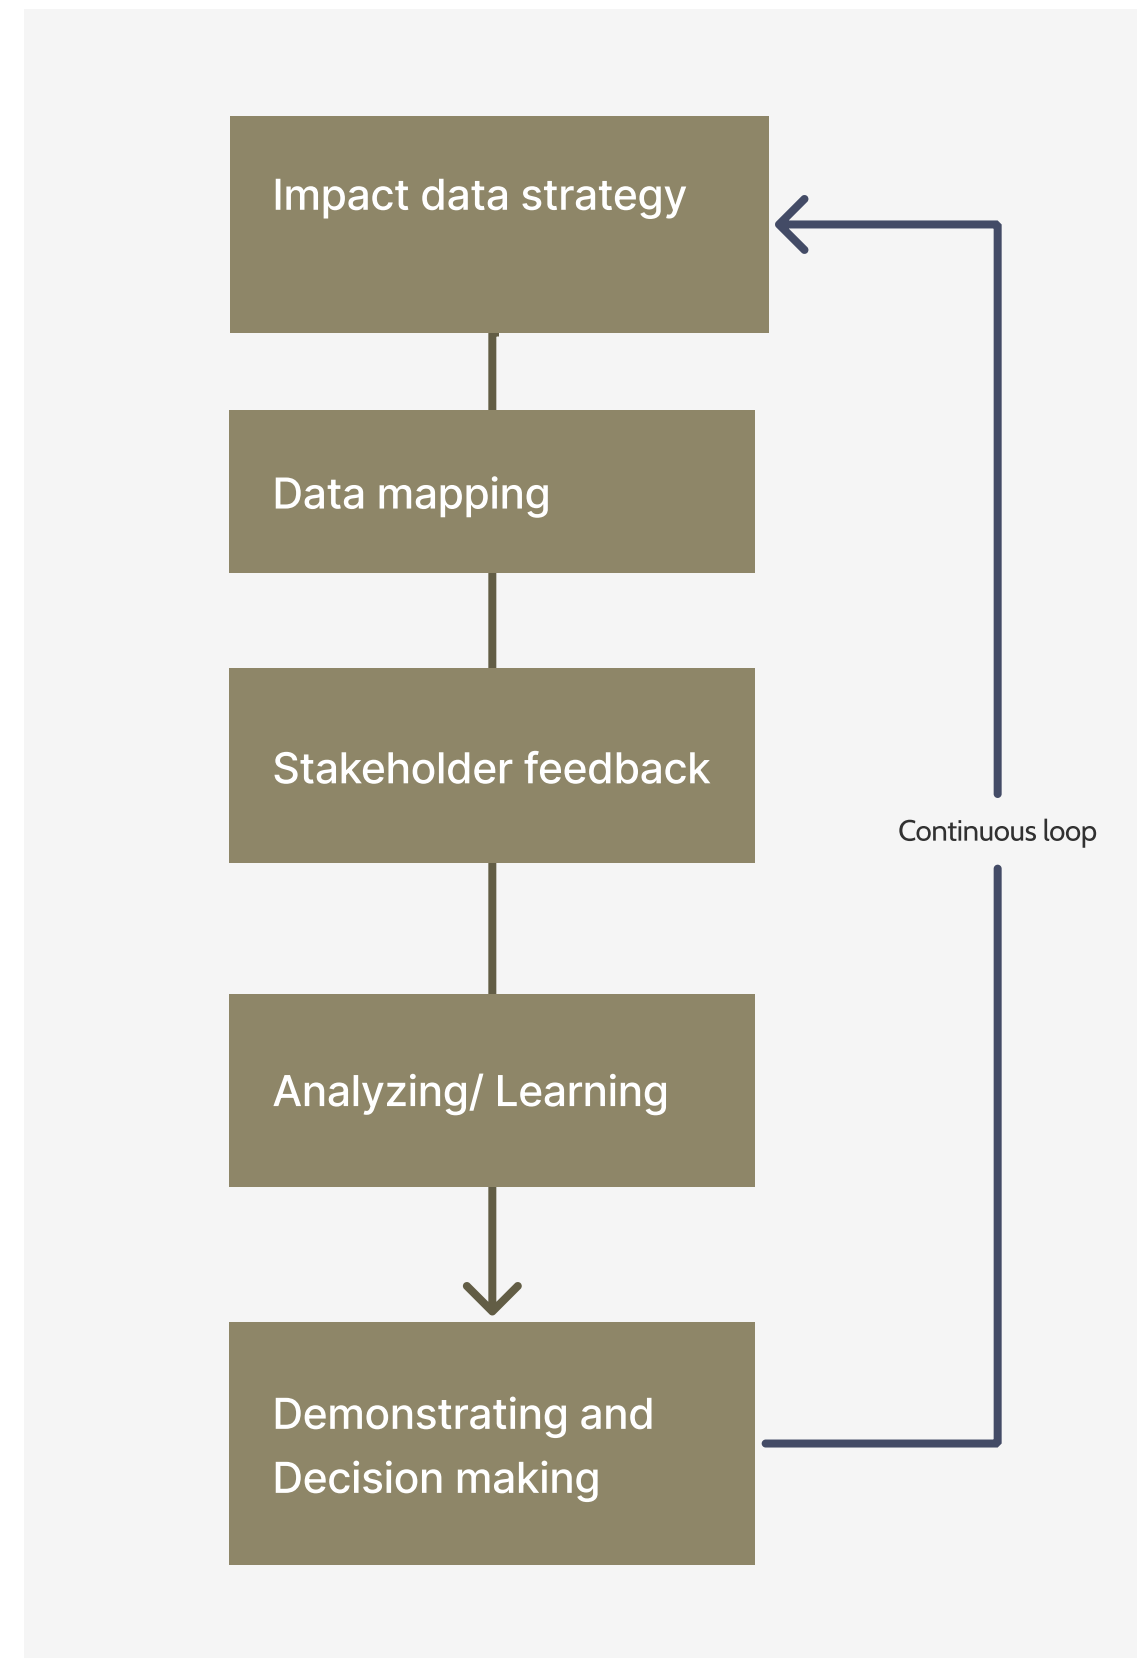 Impact data strategy
Data mapping
Stakeholder feedback
Continuous loop
Analyzing/ Learning
Demonstrating and
Decision making